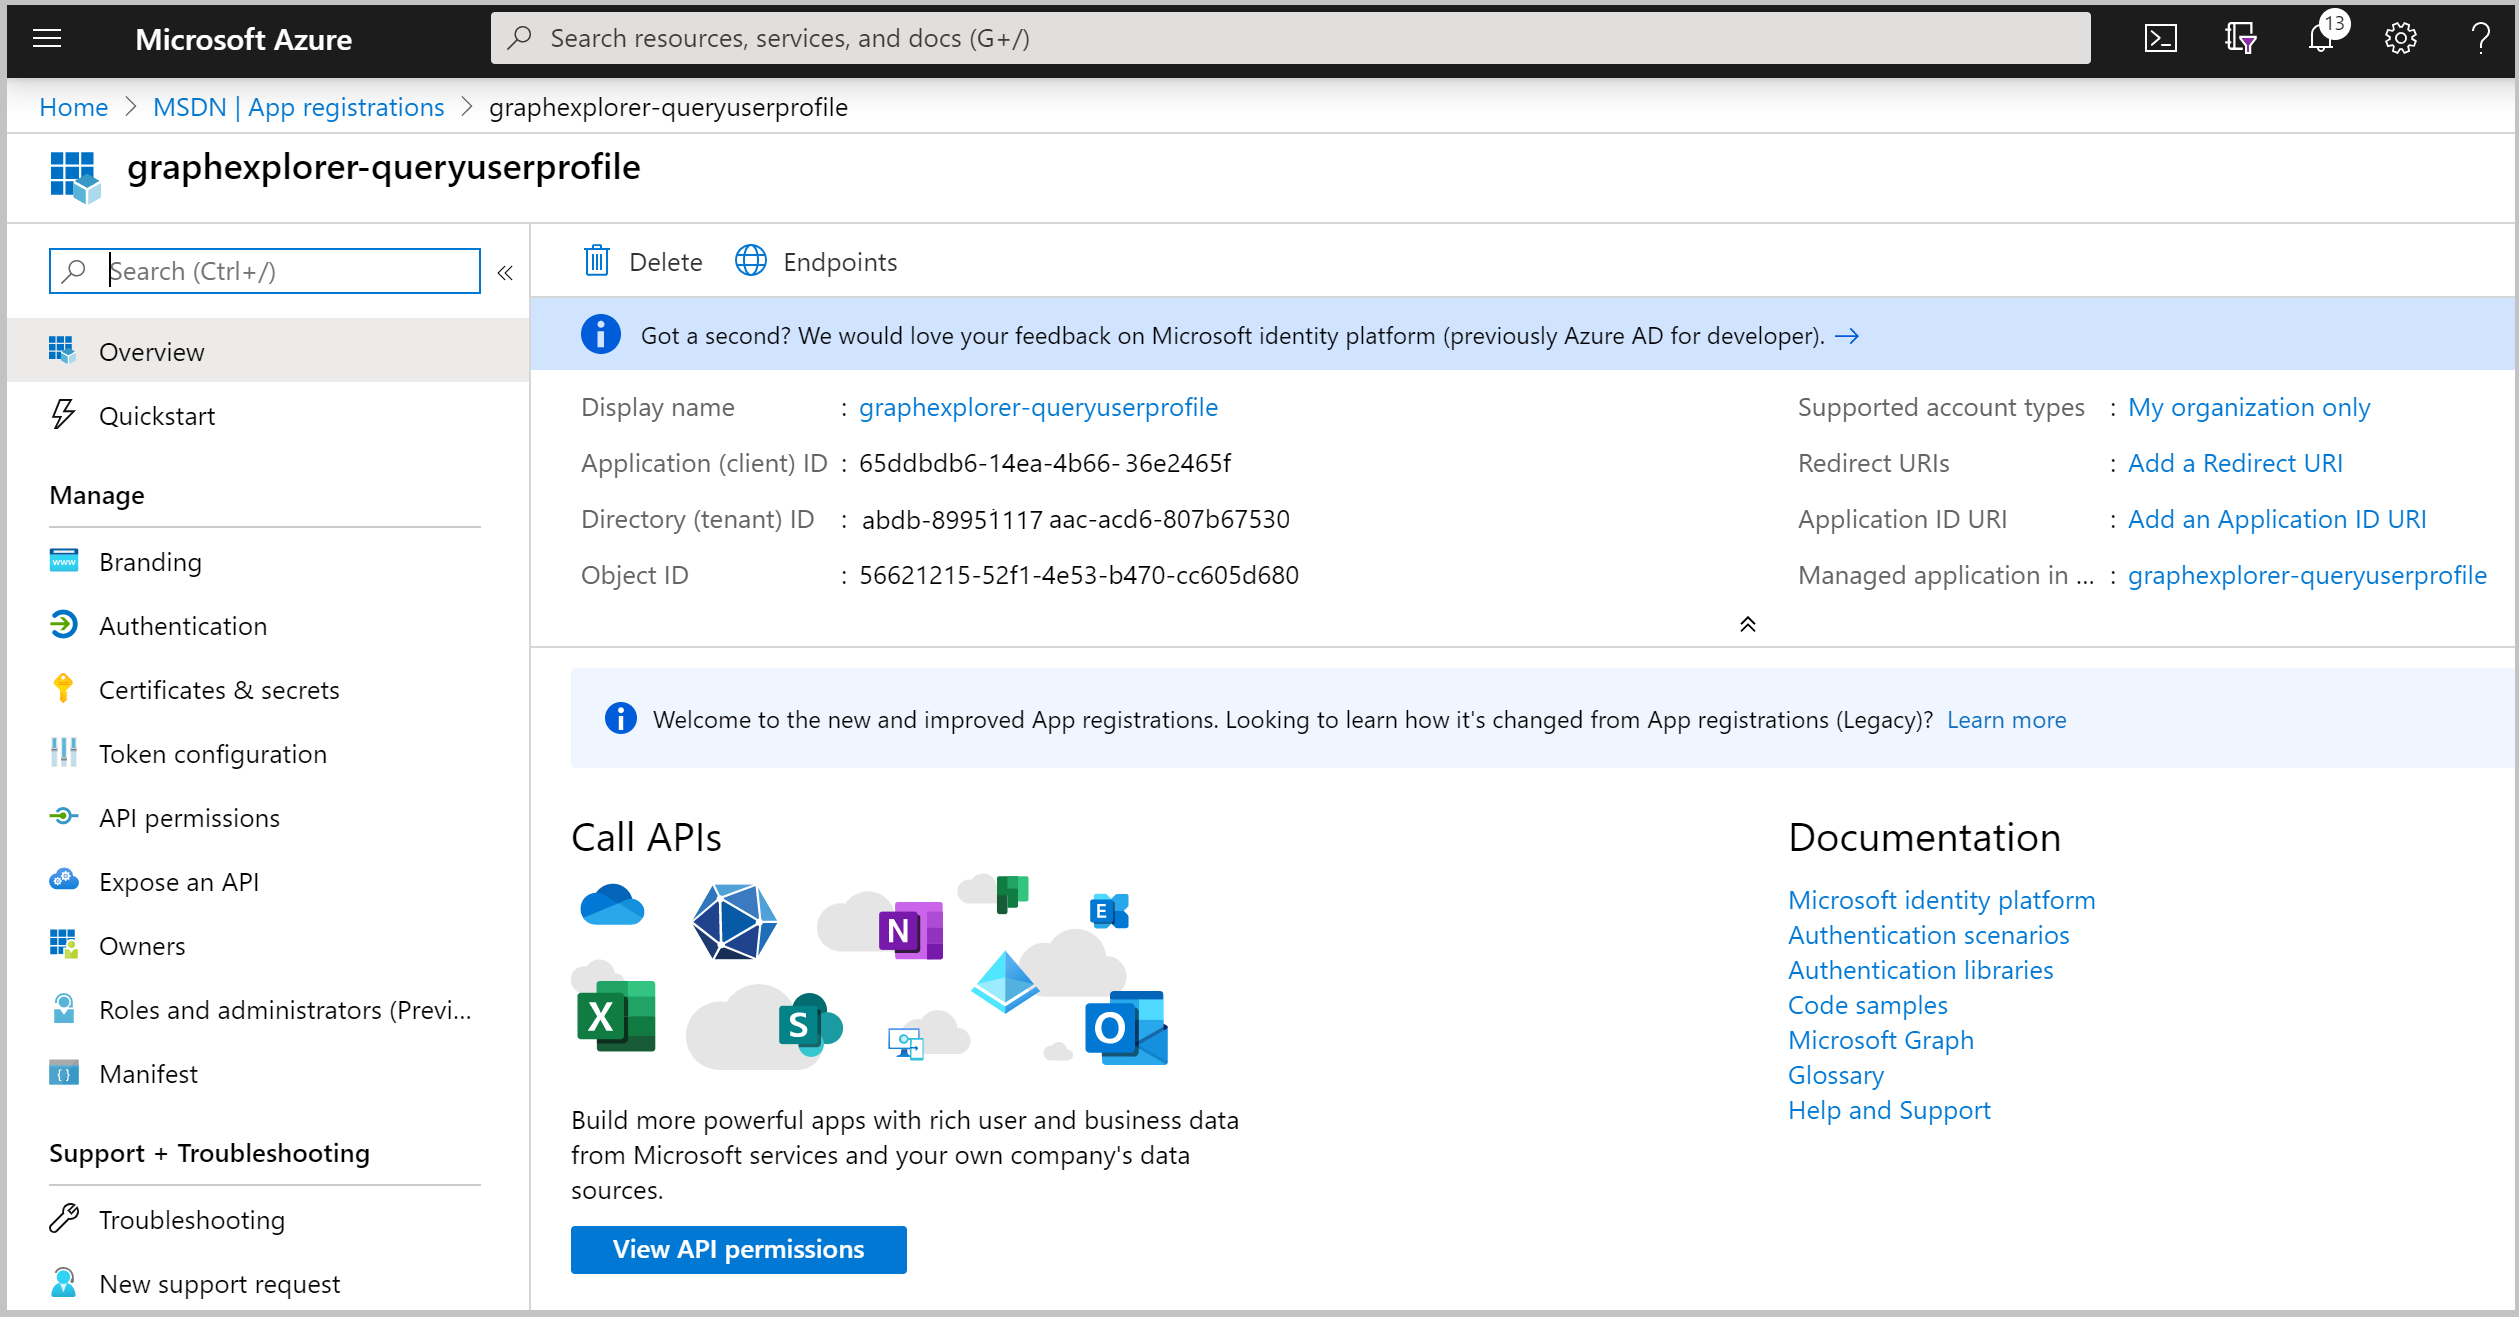 Microsoft Azure
Search resources, services, and docs (G+/)
13
Home > MSDN | App registrations > graphexplorer-queryuserprofile
graphexplorer-queryuserprofile
Search (Ctrl+/)
«
Overview
Quickstart
Manage
Branding
Authentication
Certificates & secrets
Token configuration
API permissions
Expose an API
Owners
Roles and administrators (Previ...
Manifest
Support + Troubleshooting
Troubleshooting
New support request
Delete
Endpoints
Got a second? We would love your feedback on Microsoft identity platform (previously Azure AD for developer). →
Display name : graphexplorer-queryuserprofile
Application (client) ID : 65ddbdb6-14ea-4b66- 36e2465f
Directory (tenant) ID : abdb-89951117 aac-acd6-807b67530
Object ID : 56621215-52f1-4e53-b470-cc605d680
Supported account types : My organization only
Redirect URIs : Add a Redirect URI
Application ID URI : Add an Application ID URI
Managed application in ... : graphexplorer-queryuserprofile
Welcome to the new and improved App registrations. Looking to learn how it's changed from App registrations (Legacy)? Learn more
Call APIs
N
E
X
S
O
Build more powerful apps with rich user and business data
from Microsoft services and your own company's data
sources.
View API permissions
Documentation
Microsoft identity platform
Authentication scenarios
Authentication libraries
Code samples
Microsoft Graph
Glossary
Help and Support